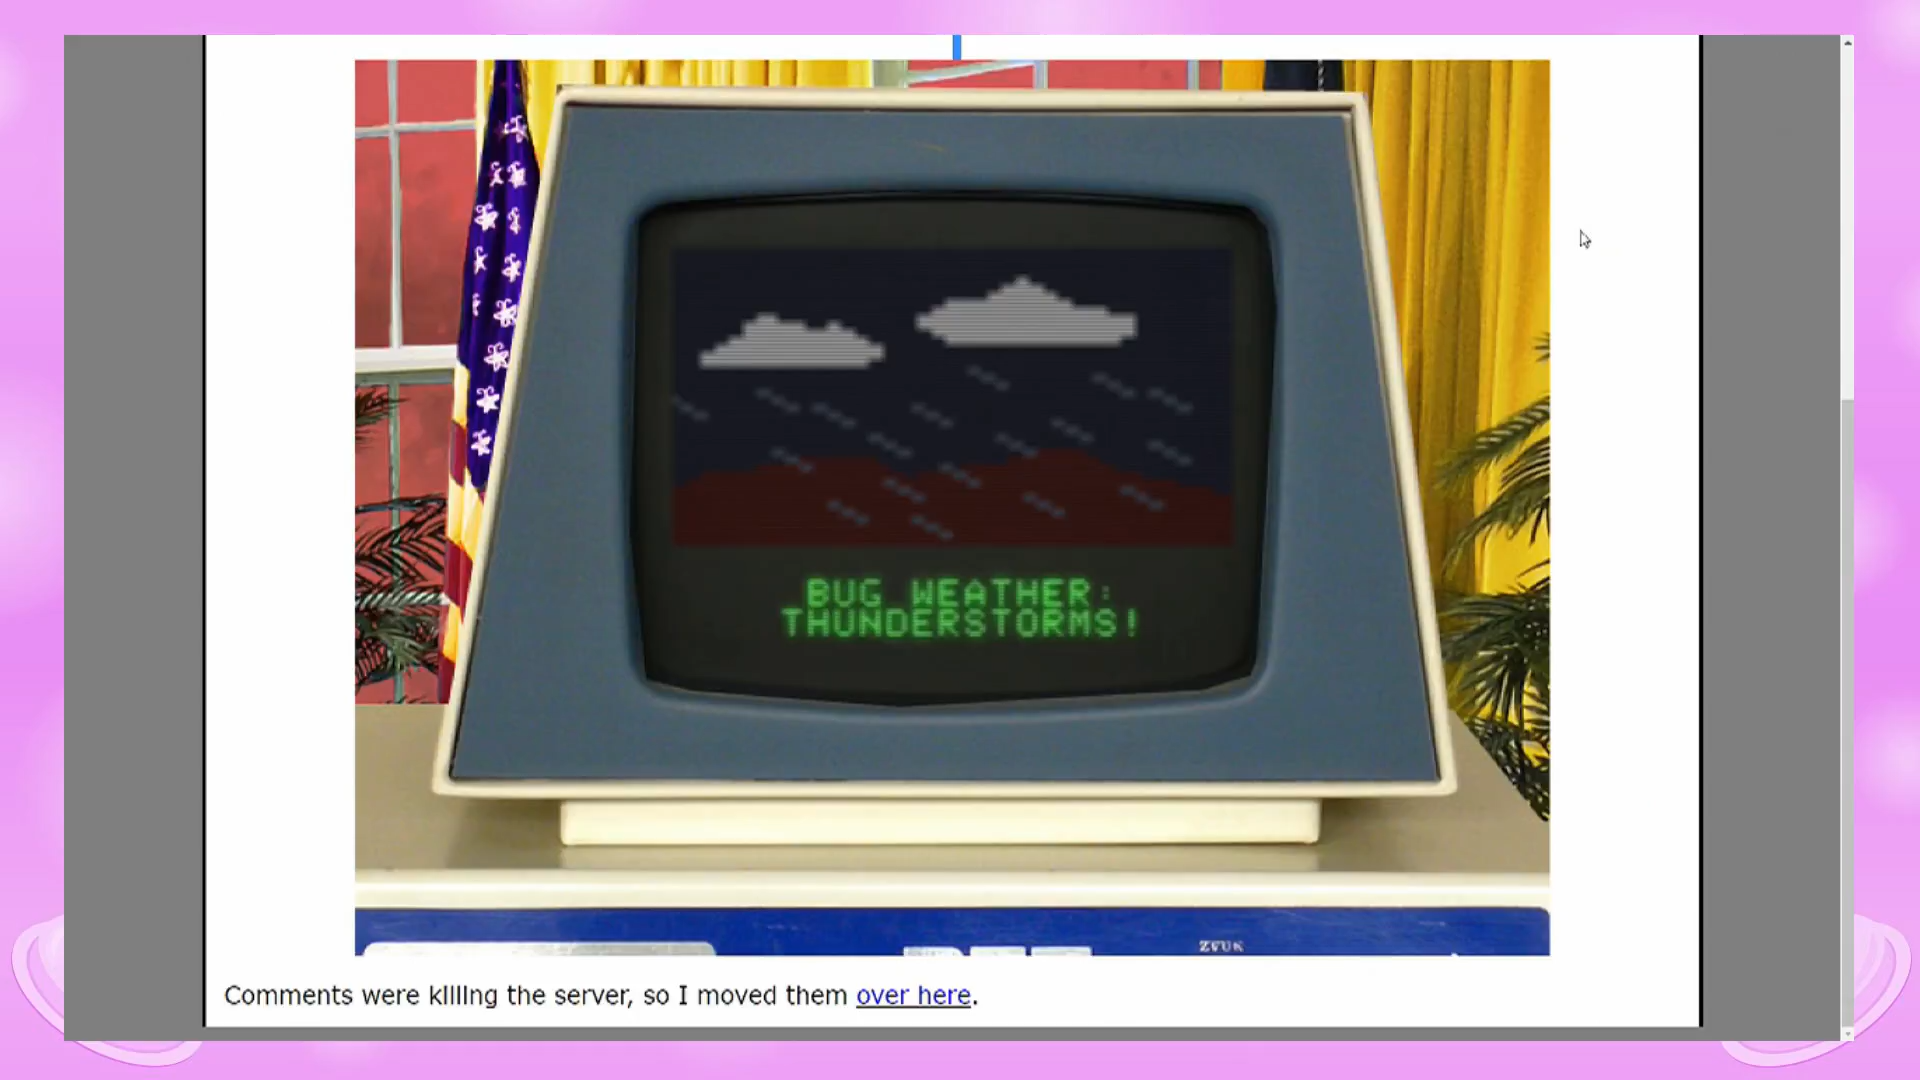 BUG WEATHER:
THUNDERSTORMS!
Comments were killing the server, so I moved them over here.